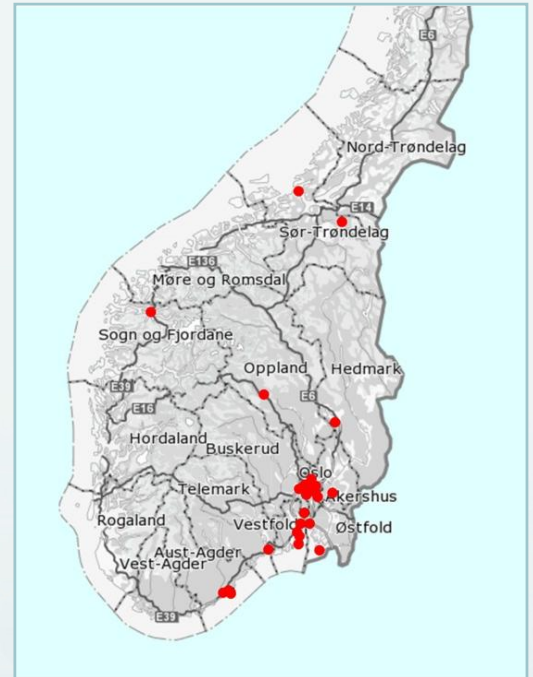 E6
Nord-Trøndelag
E14
Sør-Trøndelag
E136
Møre og Romsdal
Sogn og Fjordane
Oppland
Hedmark
E39
E6
E16
Hordaland
Buskerud
Oslo
Telemark
Akershus
Rogaland
Vestfold
Østfold
Aust-Agder
Vest-Agder
E39